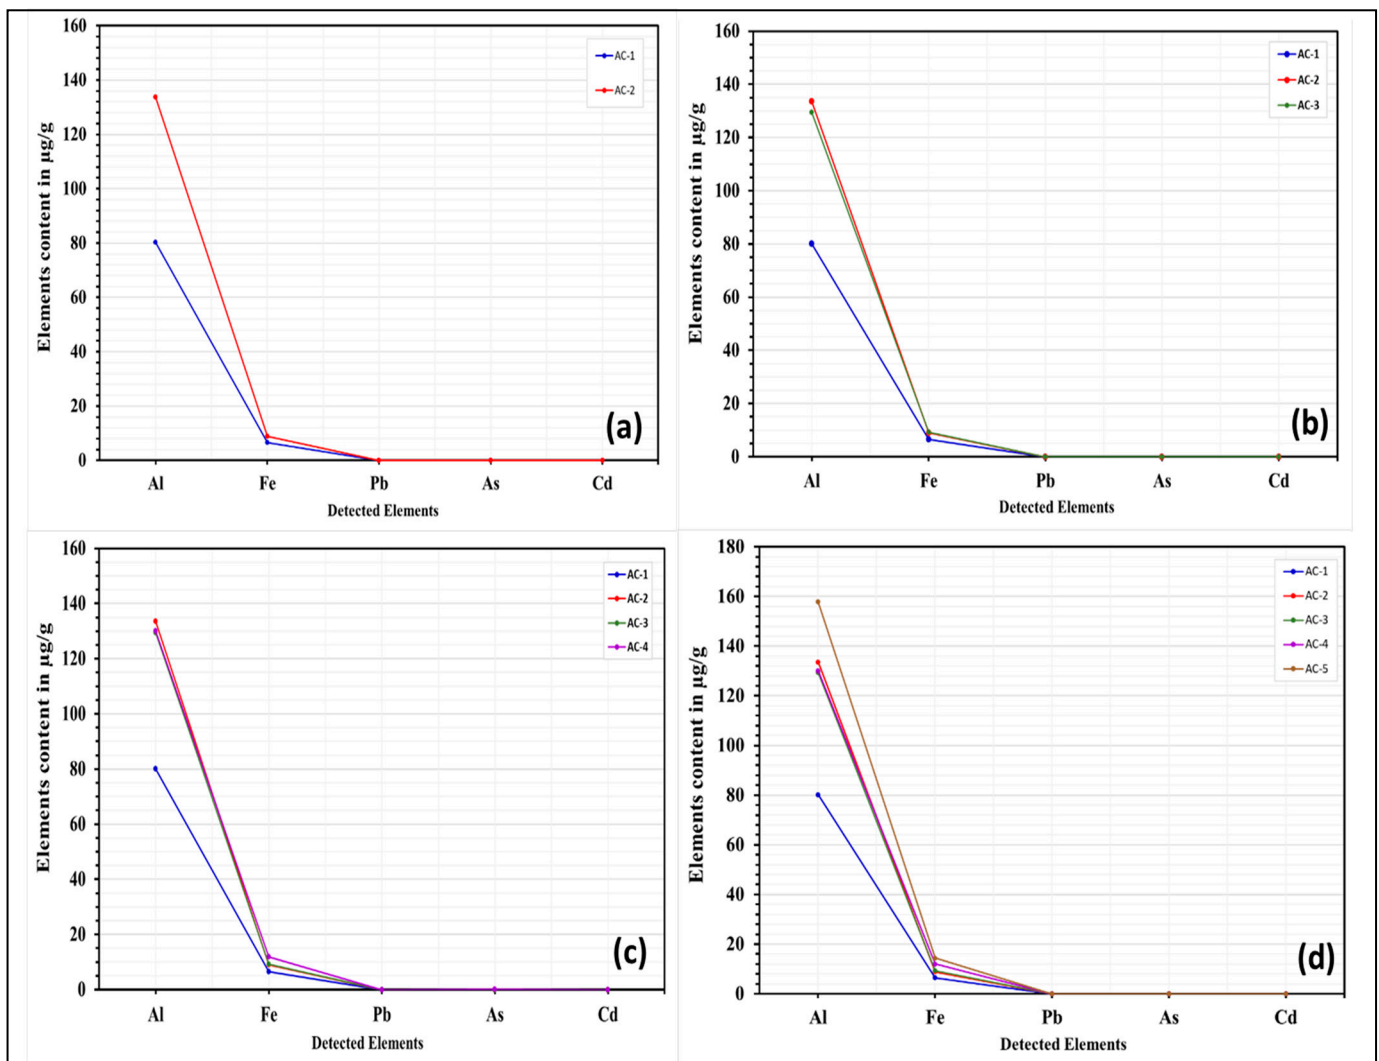 160
140
120
100
80
60
40
20
0
Elements content in µg/g
AC-1
AC-2
(a)
Al Fe Pb As Cd
Detected Elements
160
140
120
100
80
60
40
20
0
Elements content in µg/g
AC-1
AC-2
AC-3
(b)
Al Fe Pb As Cd
Detected Elements
160
140
120
100
80
60
40
20
0
Elements content in µg/g
AC-1
AC-2
AC-3
AC-4
(c)
Al Fe Pb As Cd
Detected Elements
180
160
140
120
100
80
60
40
20
0
Elements content in µg/g
AC-1
AC-2
AC-3
AC-4
AC-5
(d)
Al Fe Pb As Cd
Detected Elements